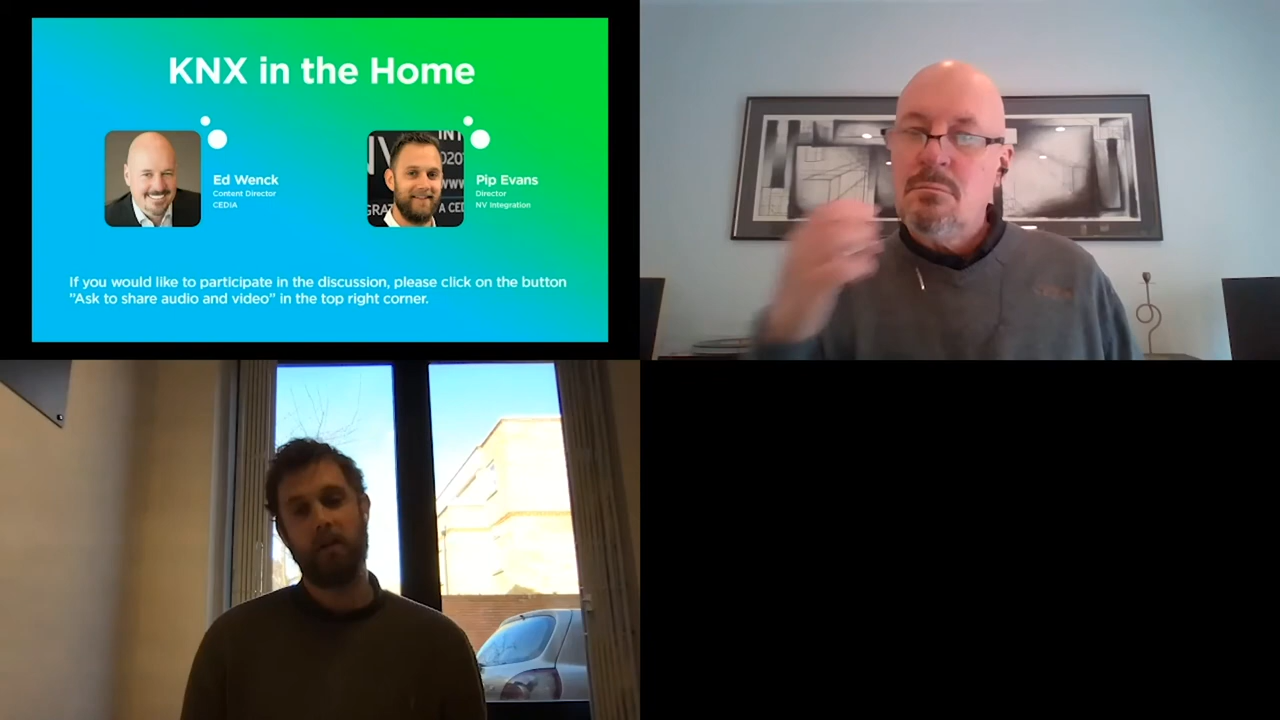 KNX in the Home
Ed Wenck
Content Director
CEDIA
Pip Evans
Director
NV Integration
If you would like to participate in the discussion, please click on the button
"Ask to share audio and video" in the top right corner.